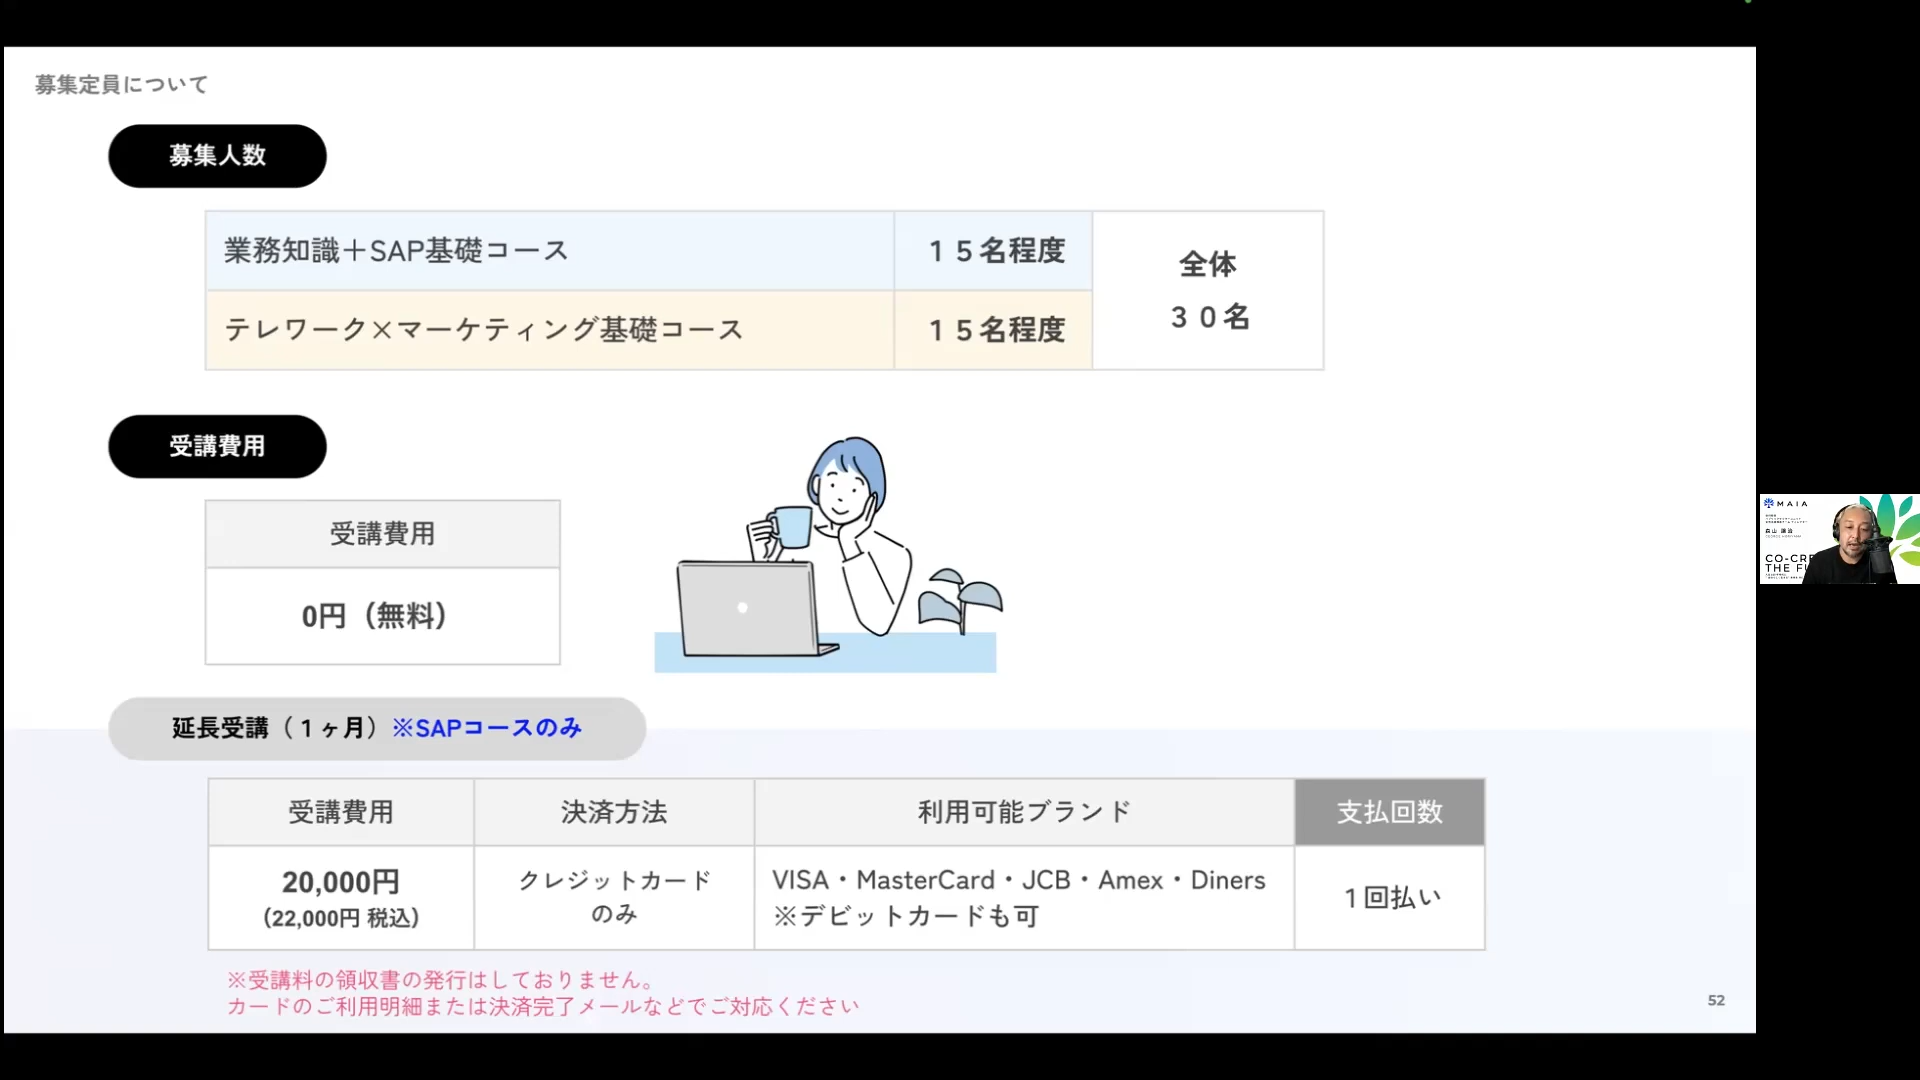 募集定員について
募集人数
業務知識＋SAP基礎コース
１５名程度
テレワーク×マーケティング基礎コース
１５名程度
全体
３０名
受講費用
受講費用
0円（無料）
延長受講（１ヶ月）※SAPコースのみ
受講費用
決済方法
利用可能ブランド
支払回数
20,000円
（22,000円 税込）
クレジットカード
のみ
VISA・MasterCard・JCB・Amex・Diners
※デビットカードも可
１回払い
※受講料の領収書の発行はしておりません。
カードのご利用明細または決済完了メールなどでご対応ください
52
MAIA
CO-CRE
THE FU